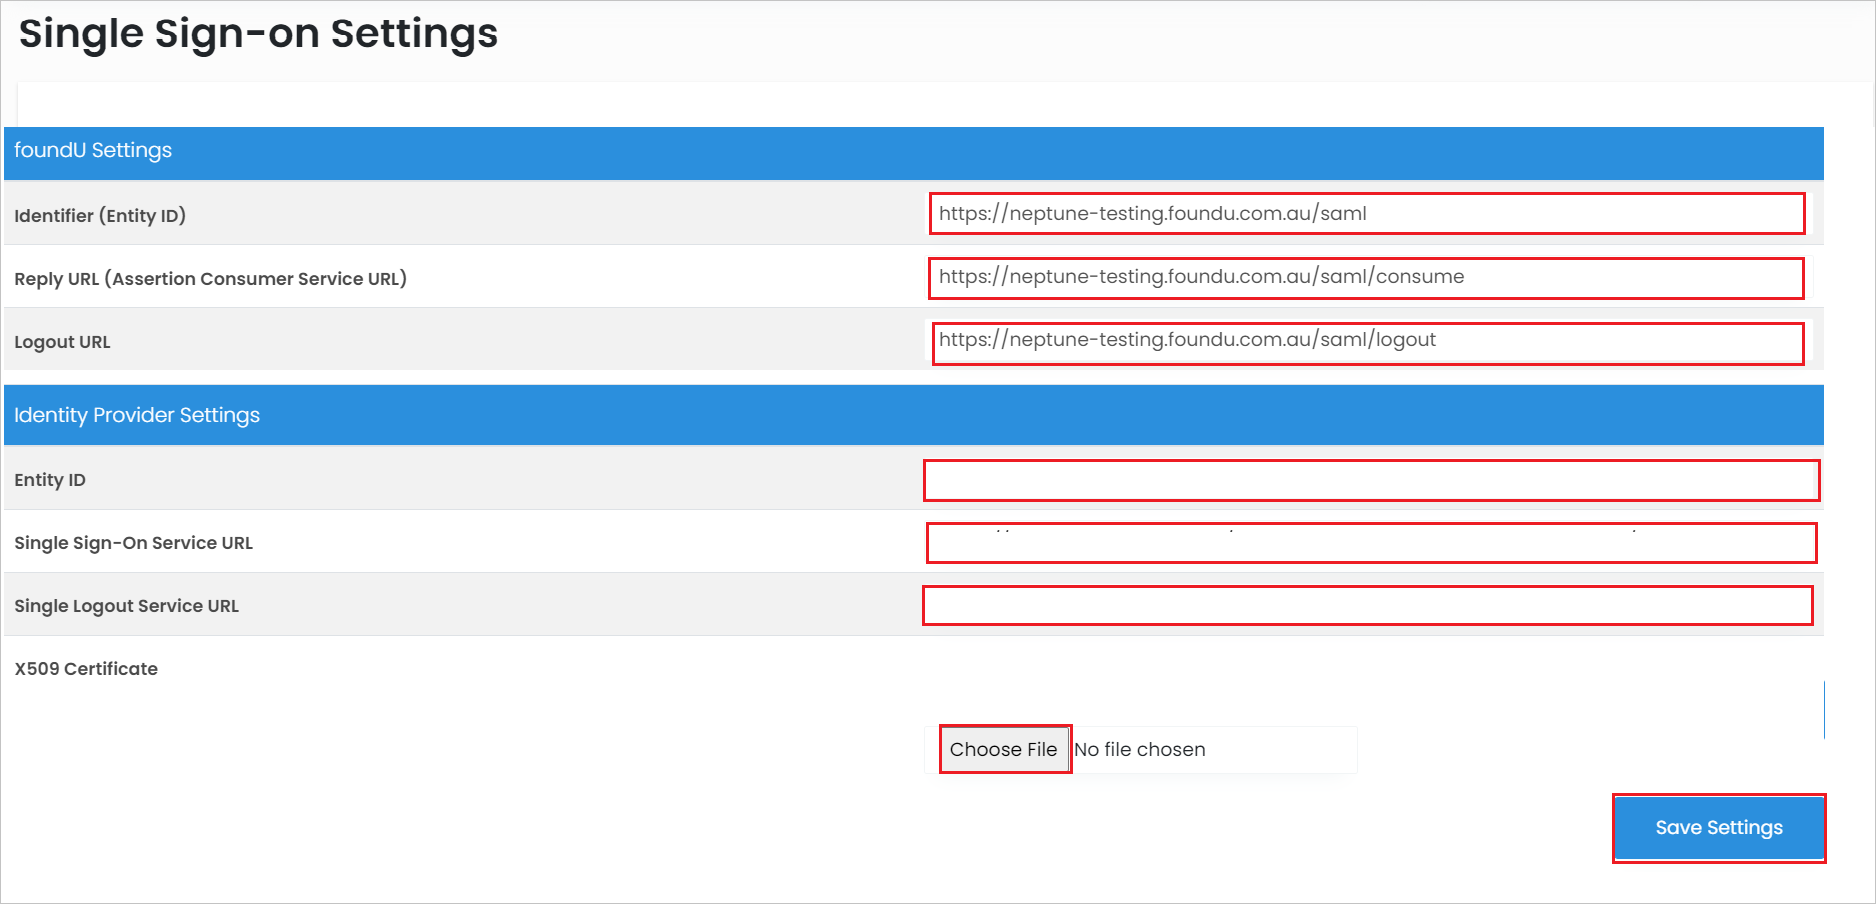 Single Sign-on Settings
foundU Settings
Identifier (Entity ID) https://neptune-testing.foundu.com.au/saml
Reply URL (Assertion Consumer Service URL) https://neptune-testing.foundu.com.au/saml/consume
Logout URL https://neptune-testing.foundu.com.au/saml/logout
Identity Provider Settings
Entity ID
Single Sign-On Service URL
Single Logout Service URL
X509 Certificate
Choose File No file chosen
Save Settings